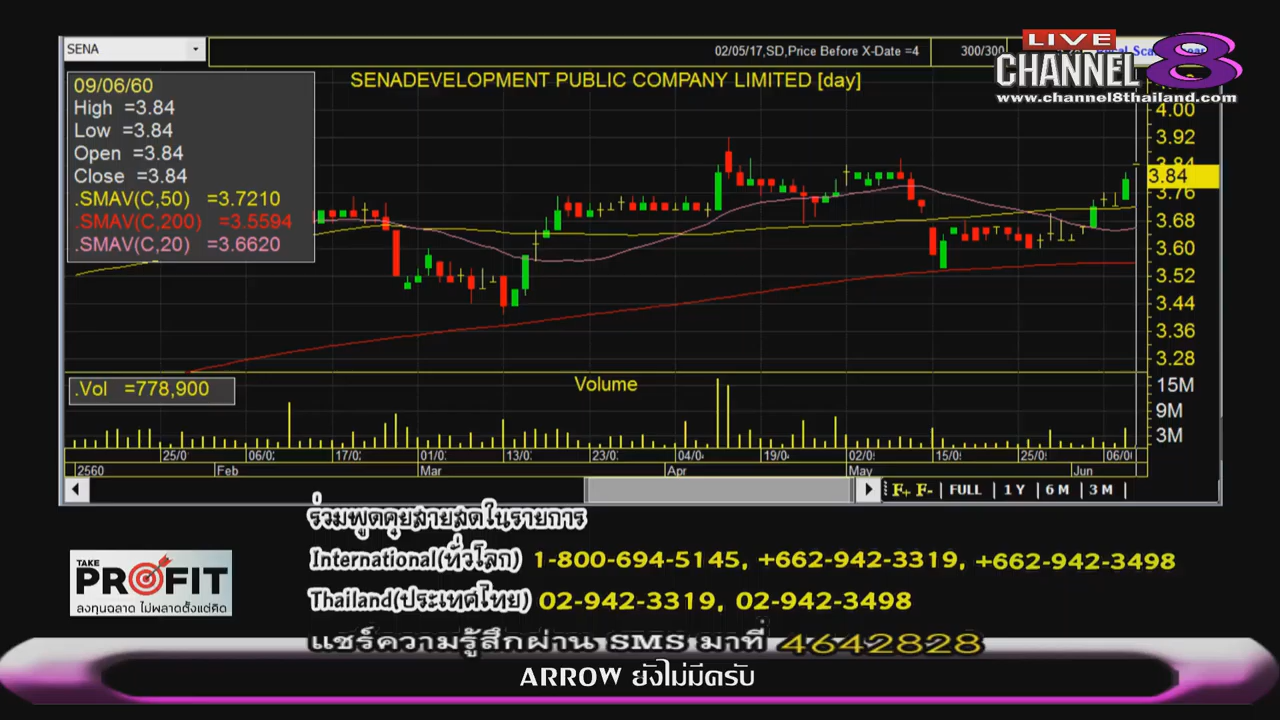 SENA
02/05/17,SD,Price Before X-Date =4
300/300
LIVE
CHANNEL 8
www.channel8thailand.com
09/06/60
High =3.84
Low =3.84
Open =3.84
Close =3.84
.SMAV(C,50) =3.7210
.SMAV(C,200) =3.5594
.SMAV(C,20) =3.6620
SENADEVELOPMENT PUBLIC COMPANY LIMITED [day]
4.00
3.92
3.84
3.84
3.76
3.68
3.60
3.52
3.44
3.36
3.28
.Vol =778,900
Volume
15M
9M
3M
25/0 06/0 17/0 01/0 13/0 23/0 04/0 19/0 02/0 15/0 25/0 06/0
2560 Feb Mar Apr May Jun
F+ F- | FULL | 1 Y | 6 M | 3 M |
ร่วมพูดคุยสายสดในรายการ
International(ทั่วโลก) 1-800-694-5145, +662-942-3319, +662-942-3498
TAKE
PROFIT
ลงทุนฉลาด ไม่พลาดตั้งแต่คิด
Thailand(ประเทศไทย) 02-942-3319, 02-942-3498
แชร์ความรู้สึกผ่าน SMS มาที่ 4642828
ARROW ยังไม่มีครับ